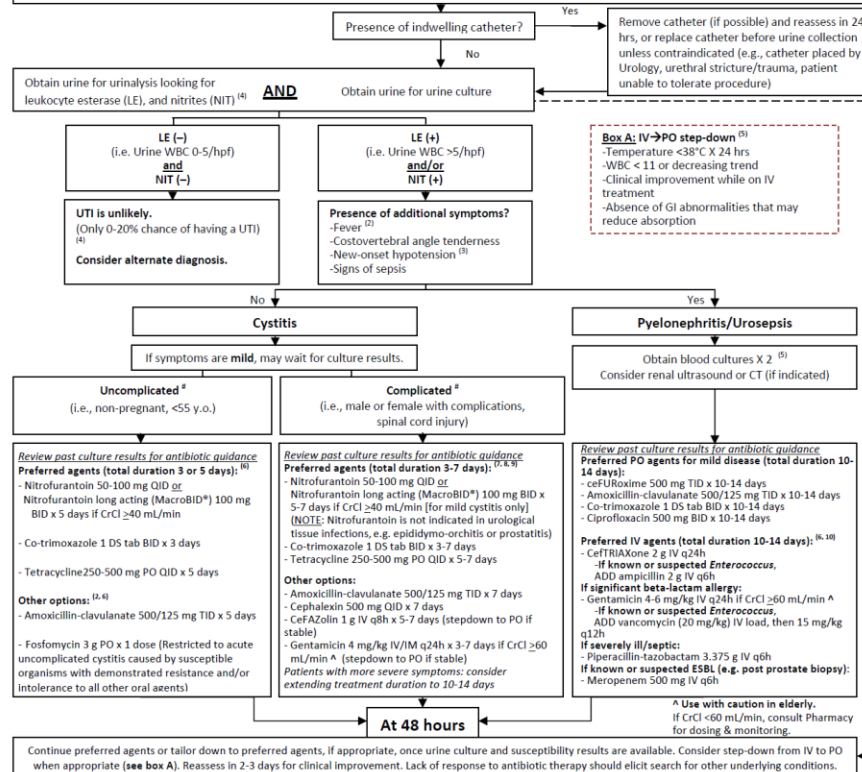 Presence of indwelling catheter?
Yes
No
Remove catheter (if possible) and reassess in 24
hrs, or replace catheter before urine collection
unless contraindicated (e.g., catheter placed by
Urology, urethral stricture/trauma, patient
unable to tolerate procedure)
Obtain urine for urinalysis looking for
leukocyte esterase (LE), and nitrites (NIT) (4)
AND
Obtain urine for urine culture
LE (–)
(i.e. Urine WBC 0-5/hpf)
and
NIT (–)
LE (+)
(i.e. Urine WBC >5/hpf)
and/or
NIT (+)
Box A: IV→PO step-down (5)
-Temperature <38°C X 24 hrs
-WBC < 11 or decreasing trend
-Clinical improvement while on IV
treatment
-Absence of GI abnormalities that may
reduce absorption
UTI is unlikely.
(Only 0-20% chance of having a UTI)
(4)
Consider alternate diagnosis.
Presence of additional symptoms?
-Fever (2)
-Costovertebral angle tenderness
-New-onset hypotension (3)
-Signs of sepsis
No
Yes
Cystitis
If symptoms are mild, may wait for culture results.
Pyelonephritis/Urosepsis
Obtain blood cultures X 2 (5)
Consider renal ultrasound or CT (if indicated)
Uncomplicated #
(i.e., non-pregnant, <55 y.o.)
Complicated #
(i.e., male or female with complications,
spinal cord injury)
Review past culture results for antibiotic guidance
Preferred agents (total duration 3 or 5 days): (6)
- Nitrofurantoin 50-100 mg QID or
Nitrofurantoin long acting (MacroBID®) 100 mg
BID x 5 days if CrCl >40 mL/min
- Co-trimoxazole 1 DS tab BID x 3 days
- Tetracycline250-500 mg PO QID x 5 days
Other options: (2, 6)
- Amoxicillin-clavulanate 500/125 mg TID x 5 days
- Fosfomycin 3 g PO x 1 dose (Restricted to acute
uncomplicated cystitis caused by susceptible
organisms with demonstrated resistance and/or
intolerance to all other oral agents)
Review past culture results for antibiotic guidance
Preferred agents (total duration 3-7 days): (7, 8, 9)
- Nitrofurantoin 50-100 mg QID or
Nitrofurantoin long acting (MacroBID®) 100 mg BID x
5-7 days if CrCl >40 mL/min [for mild cystitis only]
(NOTE: Nitrofurantoin is not indicated in urological
tissue infections, e.g. epididymo-orchitis or prostatitis)
- Co-trimoxazole 1 DS tab BID x 3-7 days
- Tetracycline 250-500 mg PO QID x 5-7 days
Other options:
- Amoxicillin-clavulanate 500/125 mg TID x 7 days
- Cephalexin 500 mg QID x 7 days
- CeFAZolin 1 g IV q8h x 5-7 days (stepdown to PO if
stable)
- Gentamicin 4 mg/kg IV/IM q24h x 3-7 days if CrCl >60
mL/min ^ (stepdown to PO if stable)
Patients with more severe symptoms: consider
extending treatment duration to 10-14 days
Review past culture results for antibiotic guidance
Preferred PO agents for mild disease (total duration 10-
14 days):
- ceFURoxime 500 mg TID x 10-14 days
- Amoxicillin-clavulanate 500/125 mg TID x 10-14 days
- Co-trimoxazole 1 DS tab BID x 10-14 days
- Ciprofloxacin 500 mg BID x 10-14 days
Preferred IV agents (total duration 10-14 days): (6, 10)
- CefTRIAXone 2 g IV q24h
-If known or suspected Enterococcus,
ADD ampicillin 2 g IV q6h
If significant beta-lactam allergy:
- Gentamicin 4-6 mg/kg IV q24h if CrCl >60 mL/min ^
-If known or suspected Enterococcus,
ADD vancomycin (20 mg/kg) IV load, then 15 mg/kg
q12h
If severely ill/septic:
- Piperacillin-tazobactam 3.375 g IV q6h
If known or suspected ESBL (e.g. post prostate biopsy):
- Meropenem 500 mg IV q6h
^ Use with caution in elderly.
If CrCl <60 mL/min, consult Pharmacy
for dosing & monitoring.
At 48 hours
Continue preferred agents or tailor down to preferred agents, if appropriate, once urine culture and susceptibility results are available. Consider step-down from IV to PO
when appropriate (see box A). Reassess in 2-3 days for clinical improvement. Lack of response to antibiotic therapy should elicit search for other underlying conditions.